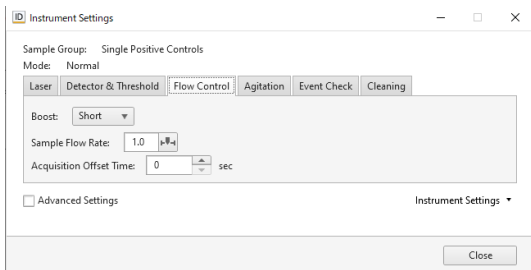 ID Instrument Settings
Sample Group: Single Positive Controls
Mode: Normal
Laser Detector & Threshold Flow Control Agitation Event Check Cleaning
Boost: Short
Sample Flow Rate: 1.0
Acquisition Offset Time: 0 sec
Advanced Settings Instrument Settings
Close